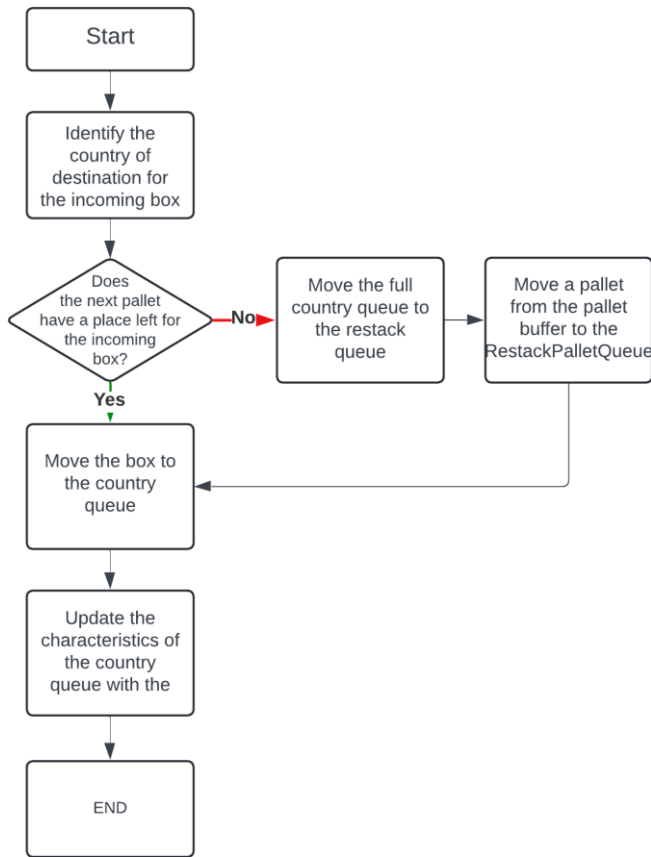 Start
Identify the
country of
destination for
the incoming box
Does
the next pallet
have a place left for
the incoming
box?
No
Move the full
country queue to
the restack
queue
Move a pallet
from the pallet
buffer to the
RestackPalletQueue
Yes
Move the box to
the country
queue
Update the
characteristics of
the country
queue with the
END